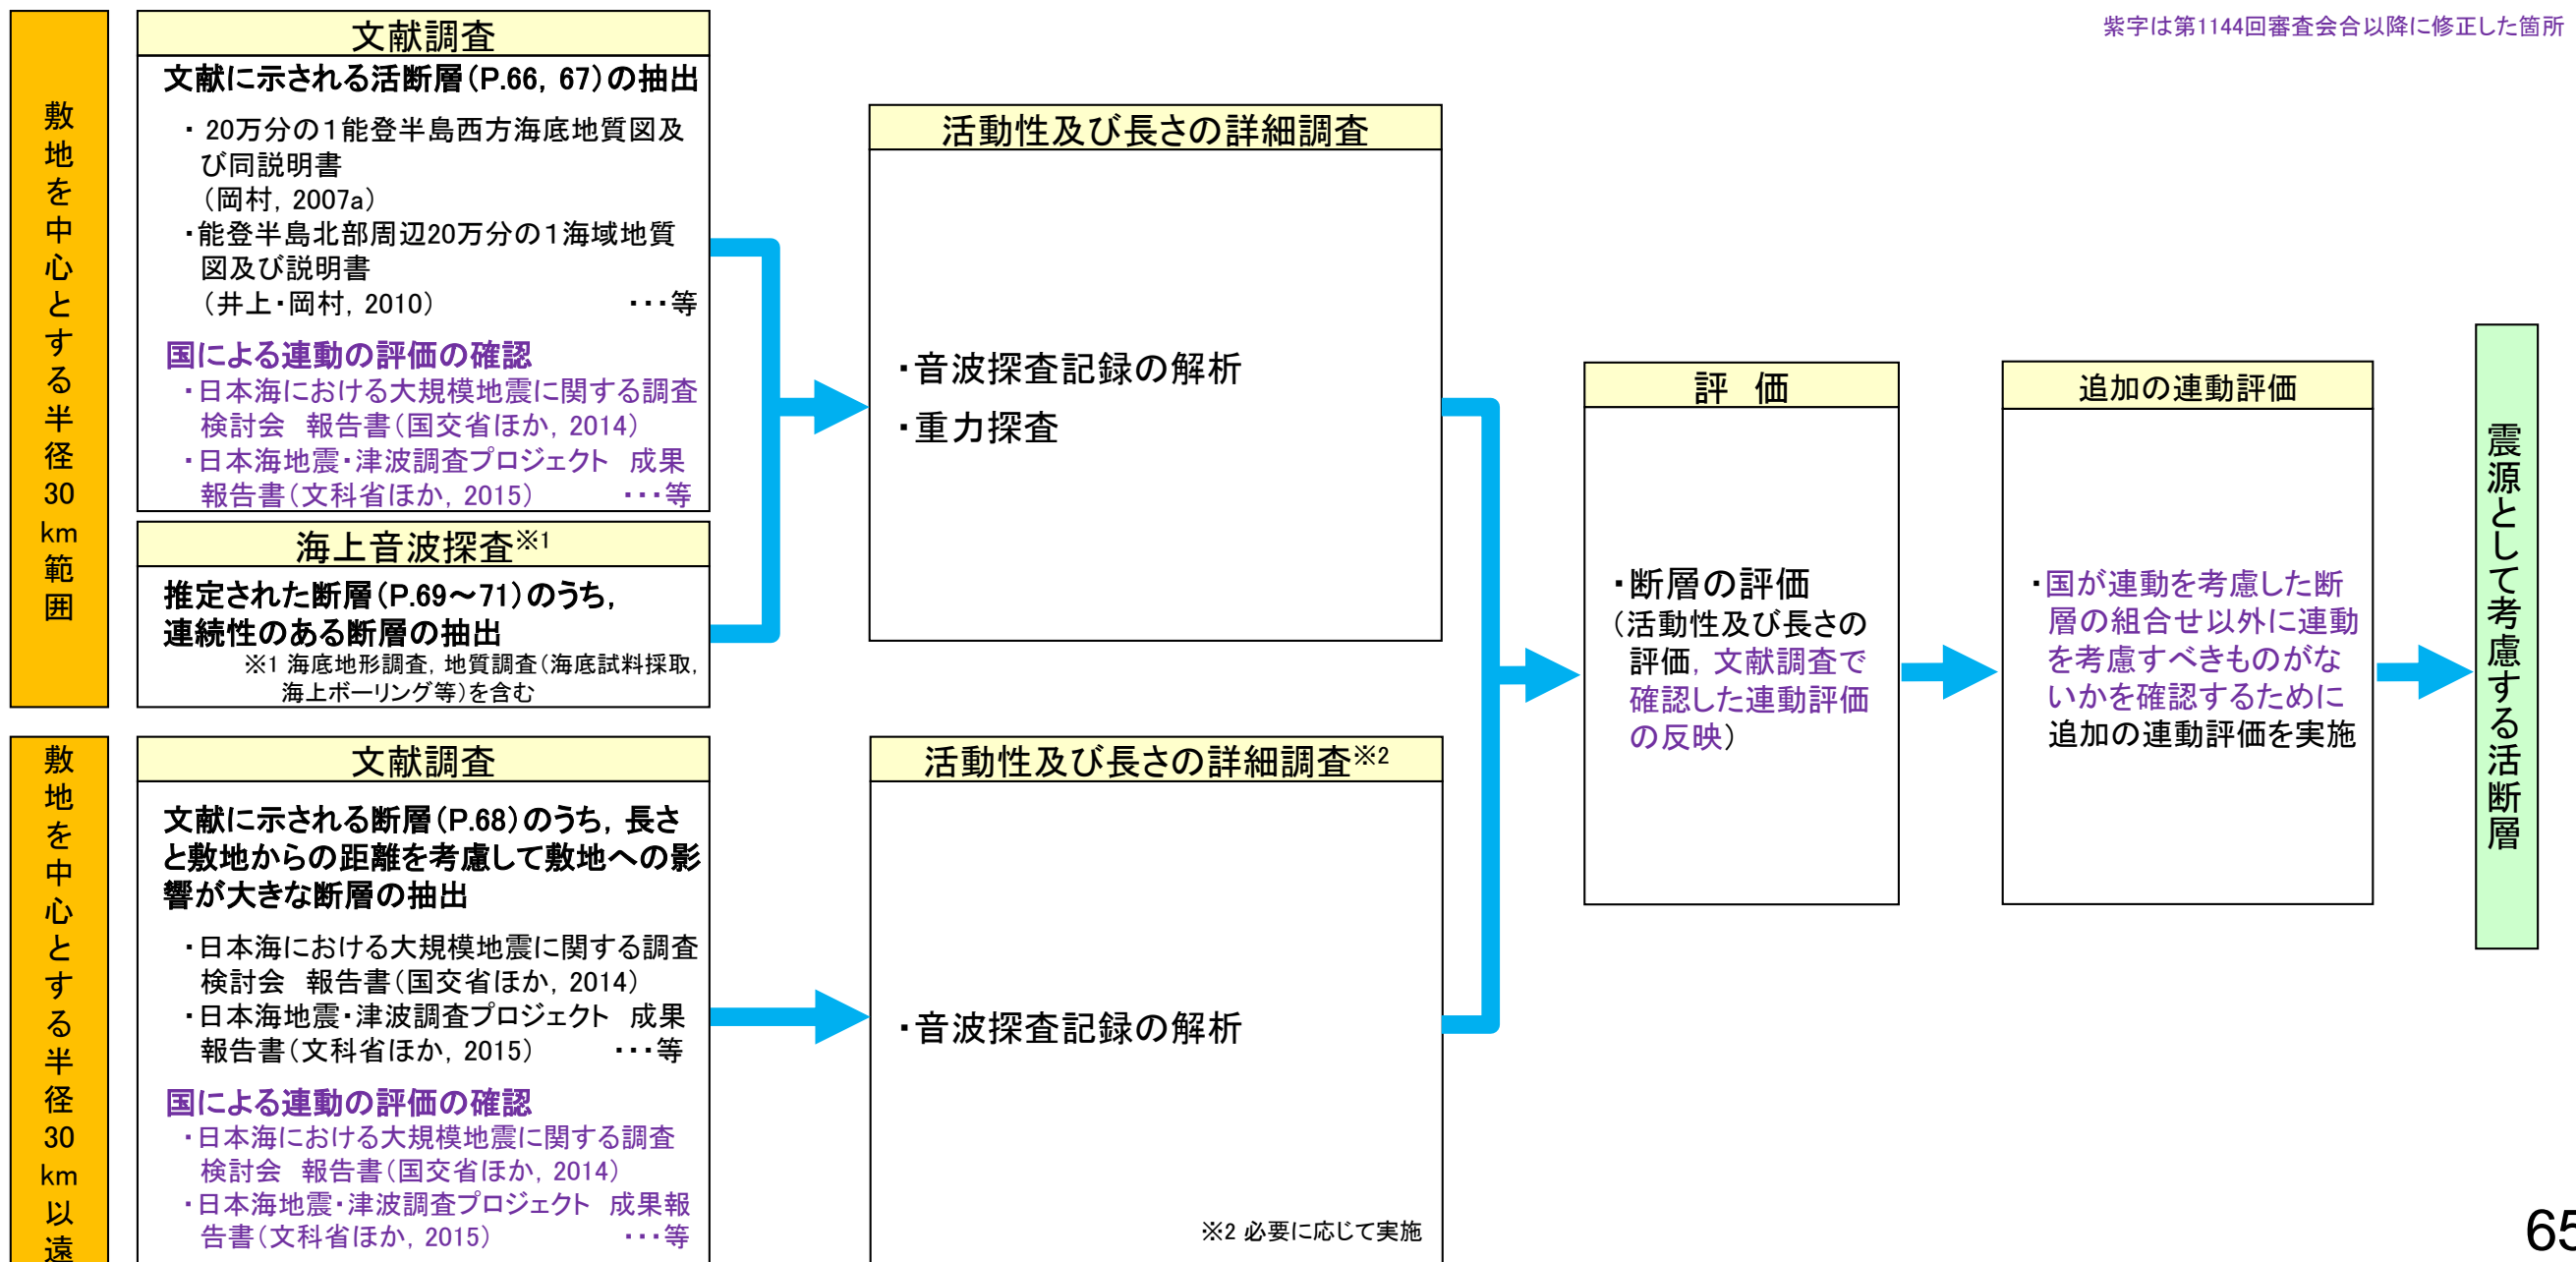 紫字は第1144回審査会合以降に修正した箇所
敷地を中心とする半径30km範囲
文献調査
文献に示される活断層(P.66, 67)の抽出
・20万分の1能登半島西方海底地質図及
び同説明書
(岡村, 2007a)
・能登半島北部周辺20万分の1海域地質
図及び説明書
(井上・岡村, 2010) ・・・等
国による連動の評価の確認
・日本海における大規模地震に関する調査
検討会 報告書(国交省ほか, 2014)
・日本海地震・津波調査プロジェクト 成果
報告書(文科省ほか, 2015) ・・・等
海上音波探査※1
推定された断層(P.69～71)のうち,
連続性のある断層の抽出
※1 海底地形調査, 地質調査(海底試料採取,
海上ボーリング等)を含む
活動性及び長さの詳細調査
・音波探査記録の解析
・重力探査
敷地を中心とする半径30km以遠
文献調査
文献に示される断層(P.68)のうち, 長さ
と敷地からの距離を考慮して敷地への影
響が大きな断層の抽出
・日本海における大規模地震に関する調査
検討会 報告書(国交省ほか, 2014)
・日本海地震・津波調査プロジェクト 成果
報告書(文科省ほか, 2015) ・・・等
国による連動の評価の確認
・日本海における大規模地震に関する調査
検討会 報告書(国交省ほか, 2014)
・日本海地震・津波調査プロジェクト 成果報
告書(文科省ほか, 2015) ・・・等
活動性及び長さの詳細調査※2
・音波探査記録の解析
※2 必要に応じて実施
評 価
・断層の評価
(活動性及び長さの
評価, 文献調査で
確認した連動評価
の反映)
追加の連動評価
・国が連動を考慮した断
層の組合せ以外に連動
を考慮すべきものがな
いかを確認するために
追加の連動評価を実施
震源として考慮する活断層
65